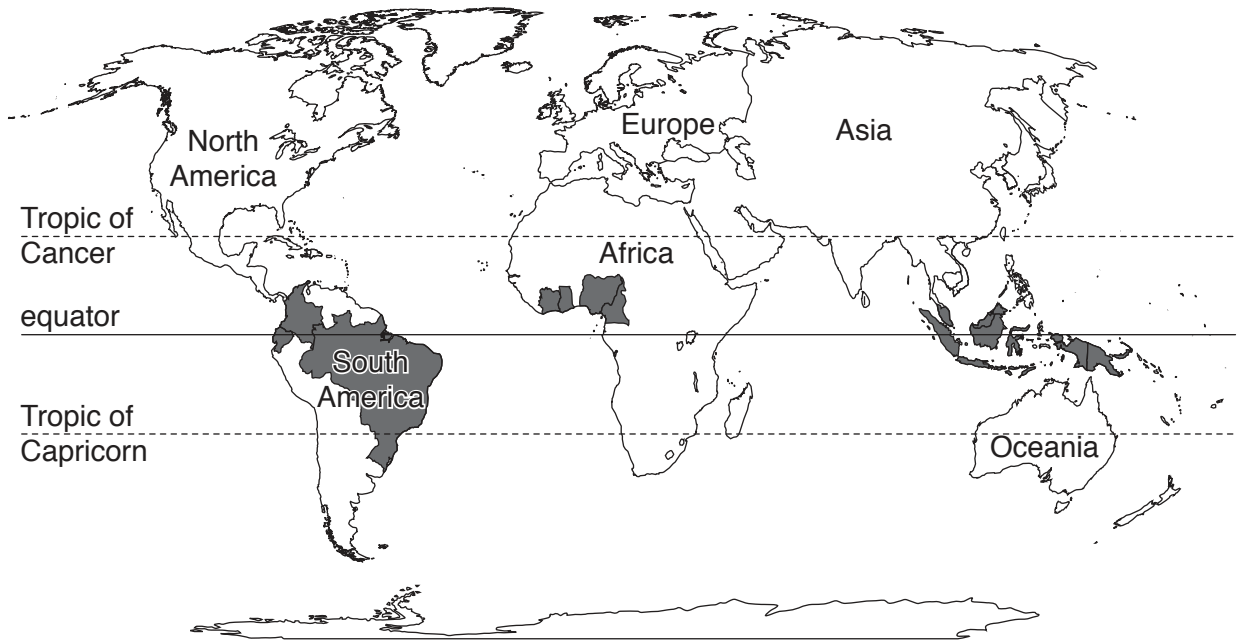 North
America
Europe
Asia
Tropic of
Cancer
Africa
equator
South
America
Tropic of
Capricorn
Oceania